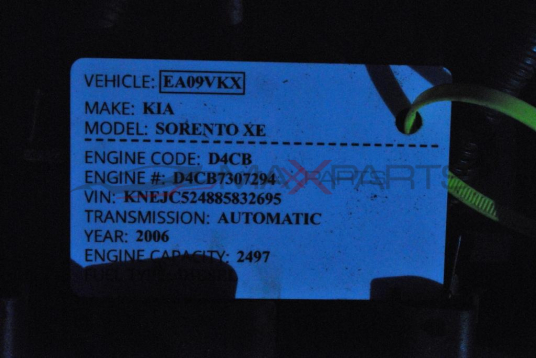 VEHICLE: EA09VKX
MAKE: KIA
MODEL: SORENTO XE
ENGINE CODE: D4CB
ENGINE #: D4CB7307294
MAXXPARTS
VIN: KNEJC524885832695
TRANSMISSION: AUTOMATIC
YEAR: 2006
ENGINE CAPACITY: 2497